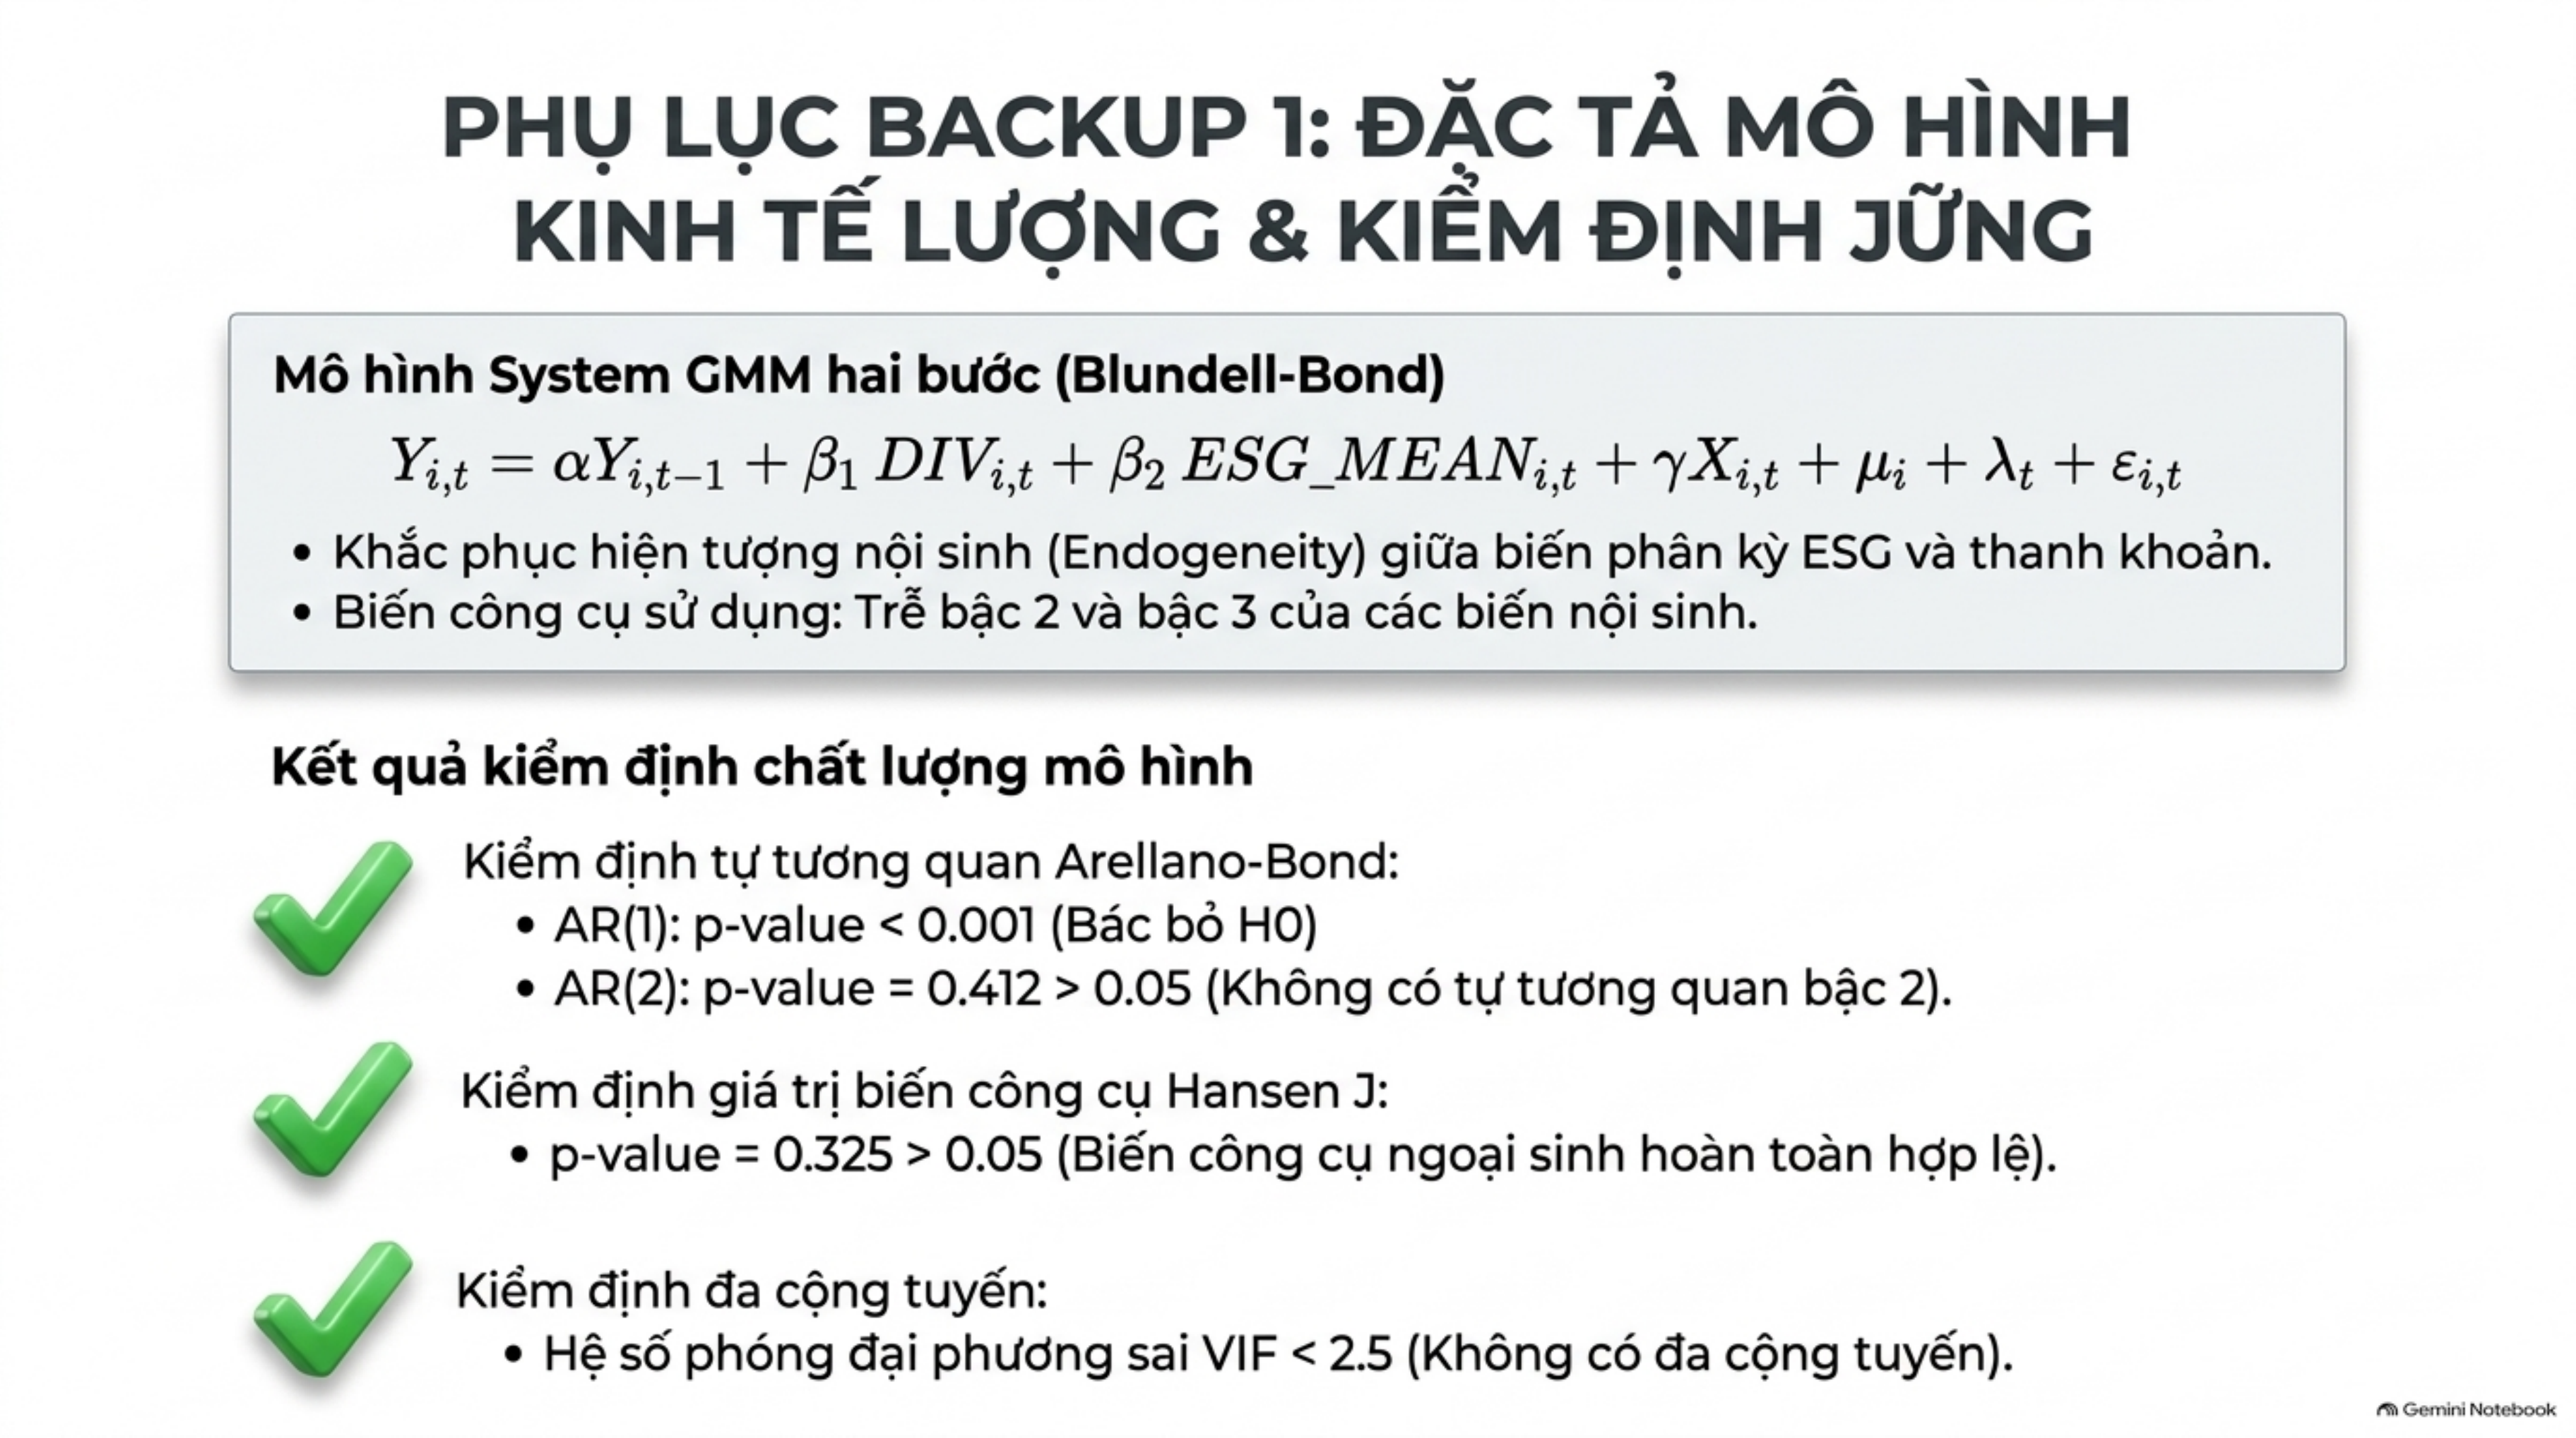 PHỤ LỤC BACKUP 1: ĐẶC TẢ MÔ HÌNH
KINH TẾ LƯỢNG & KIỂM ĐỊNH JỮNG
Mô hình System GMM hai bước (Blundell-Bond)
Y_{i,t} = αY_{i,t−1} + β_1 DIV_{i,t} + β_2 ESG_MEAN_{i,t} + γX_{i,t} + μ_i + λ_t + ε_{i,t}
• Khắc phục hiện tượng nội sinh (Endogeneity) giữa biến phân kỳ ESG và thanh khoản.
• Biến công cụ sử dụng: Trễ bậc 2 và bậc 3 của các biến nội sinh.
Kết quả kiểm định chất lượng mô hình
Kiểm định tự tương quan Arellano-Bond:
• AR(1): p-value < 0.001 (Bác bỏ H0)
• AR(2): p-value = 0.412 > 0.05 (Không có tự tương quan bậc 2).
Kiểm định giá trị biến công cụ Hansen J:
• p-value = 0.325 > 0.05 (Biến công cụ ngoại sinh hoàn toàn hợp lệ).
Kiểm định đa cộng tuyến:
• Hệ số phóng đại phương sai VIF < 2.5 (Không có đa cộng tuyến).
Gemini Notebook